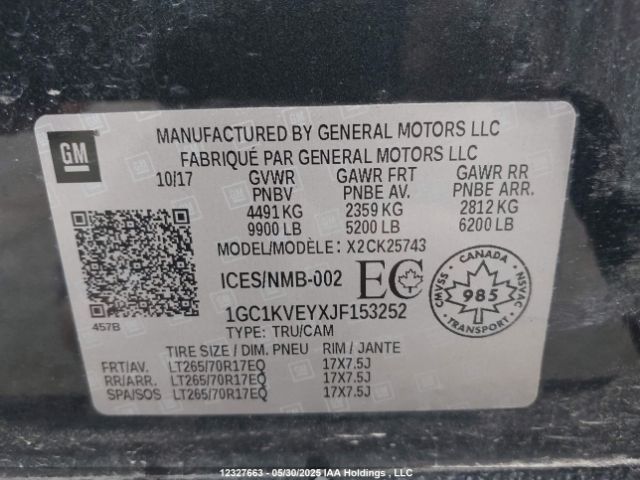 GM
MANUFACTURED BY GENERAL MOTORS LLC
FABRIQUÉ PAR GENERAL MOTORS LLC
10/17 GVWR GAWR FRT GAWR RR
PNBV PNBE AV. PNBE ARR.
4491 KG 2359 KG 2812 KG
9900 LB 5200 LB 6200 LB
MODEL/MODÈLE: X2CK25743
ICES/NMB-002 EC
CANADA
CMVSS 985 NSVAC
TRANSPORT
457B
1GC1KVEYXJF153252
TYPE: TRU/CAM
TIRE SIZE / DIM. PNEU RIM / JANTE
FRT/AV. LT265/70R17EQ 17X7.5J
RR/ARR. LT265/70R17EQ 17X7.5J
SPA/SOS LT265/70R17EQ 17X7.5J
12327663 — 05/30/2025 IAA Holdings , LLC